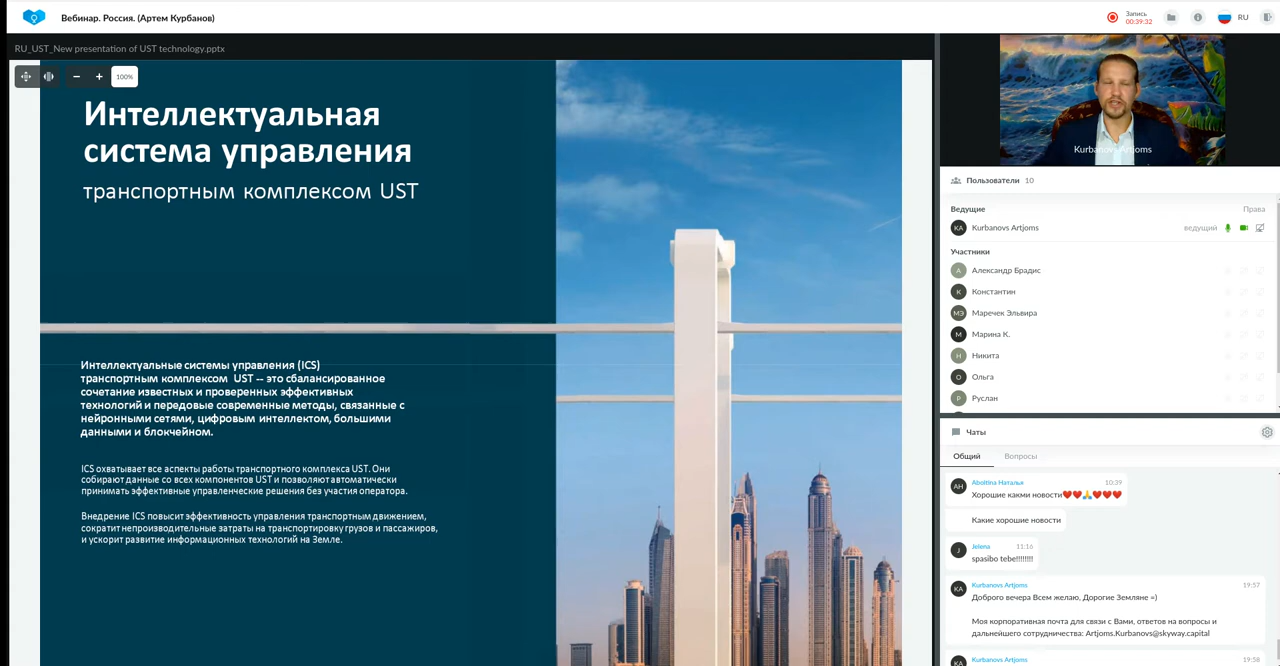 Вебинар. Россия. (Артем Курбанов)
Запись
00:39:32
RU
RU_UST_New presentation of UST technology.pptx
100%
Интеллектуальная
система управления
транспортным комплексом UST
Интеллектуальные системы управления (ICS)
транспортным комплексом UST -- это сбалансированное
сочетание известных и проверенных эффективных
технологий и передовые современные методы, связанные с
нейронными сетями, цифровым интеллектом, большими
данными и блокчейном.
ICS охватывает все аспекты работы транспортного комплекса UST. Они
собирают данные со всех компонентов UST и позволяют автоматически
принимать эффективные управленческие решения без участия оператора.
Внедрение ICS повысит эффективность управления транспортным движением,
сократит непроизводительные затраты на транспортировку грузов и пассажиров,
и ускорит развитие информационных технологий на Земле.
Kurbanovs Artjoms
Пользователи 10
Ведущие Права
KA Kurbanovs Artjoms ведущий
Участники
А Александр Брадис
К Константин
МЭ Маречек Эльвира
М Марина К.
Н Никита
О Ольга
Р Руслан
Чаты
Общий Вопросы
АН Aboltina Наталья 10:39
Хорошие какми новости❤️❤️🙏❤️❤️❤️
Какие хорошие новости
J Jelena 11:16
spasibo tebe!!!!!!!!
KA Kurbanovs Artjoms 19:57
Доброго вечера Всем желаю, Дорогие Земляне =)
Моя корпоративная почта для связи с Вами, ответов на вопросы и
дальнейшего сотрудничества: Artjoms.Kurbanovs@skyway.capital
KA Kurbanovs Artjoms 19:58